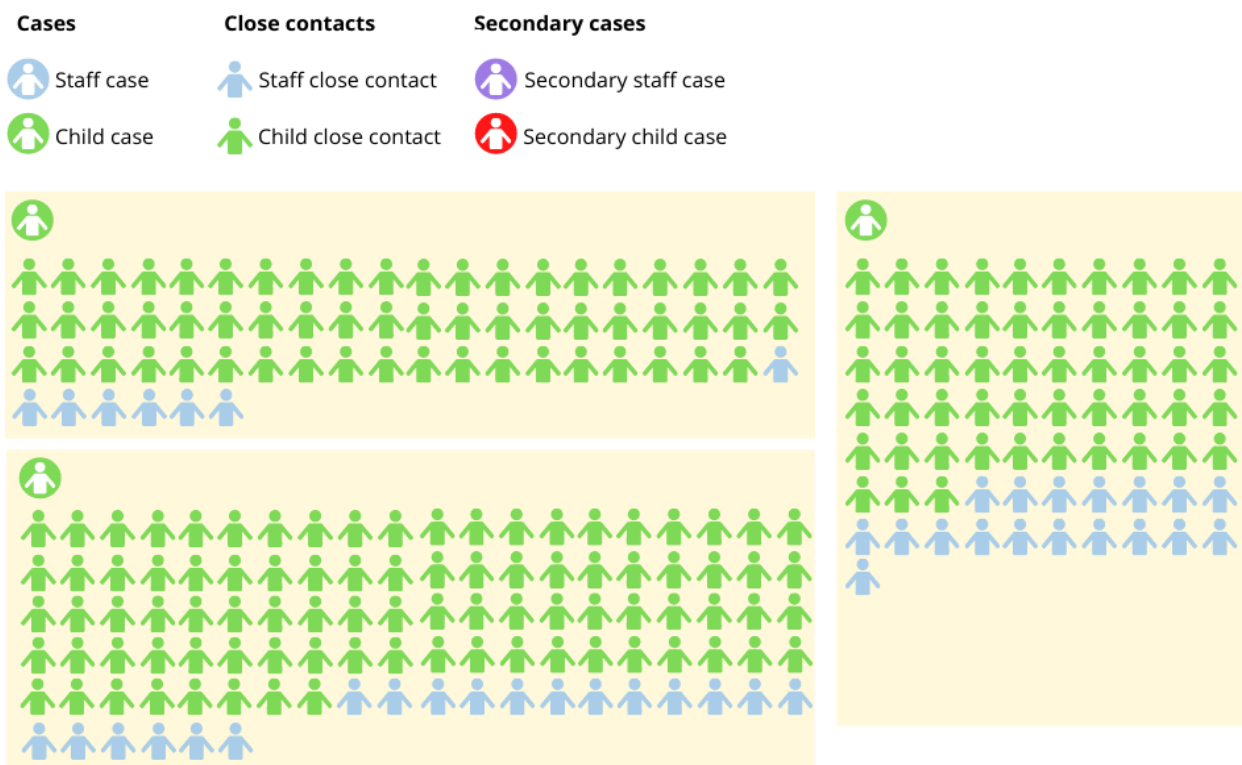 Cases Close contacts Secondary cases
Staff case Staff close contact Secondary staff case
Child case Child close contact Secondary child case